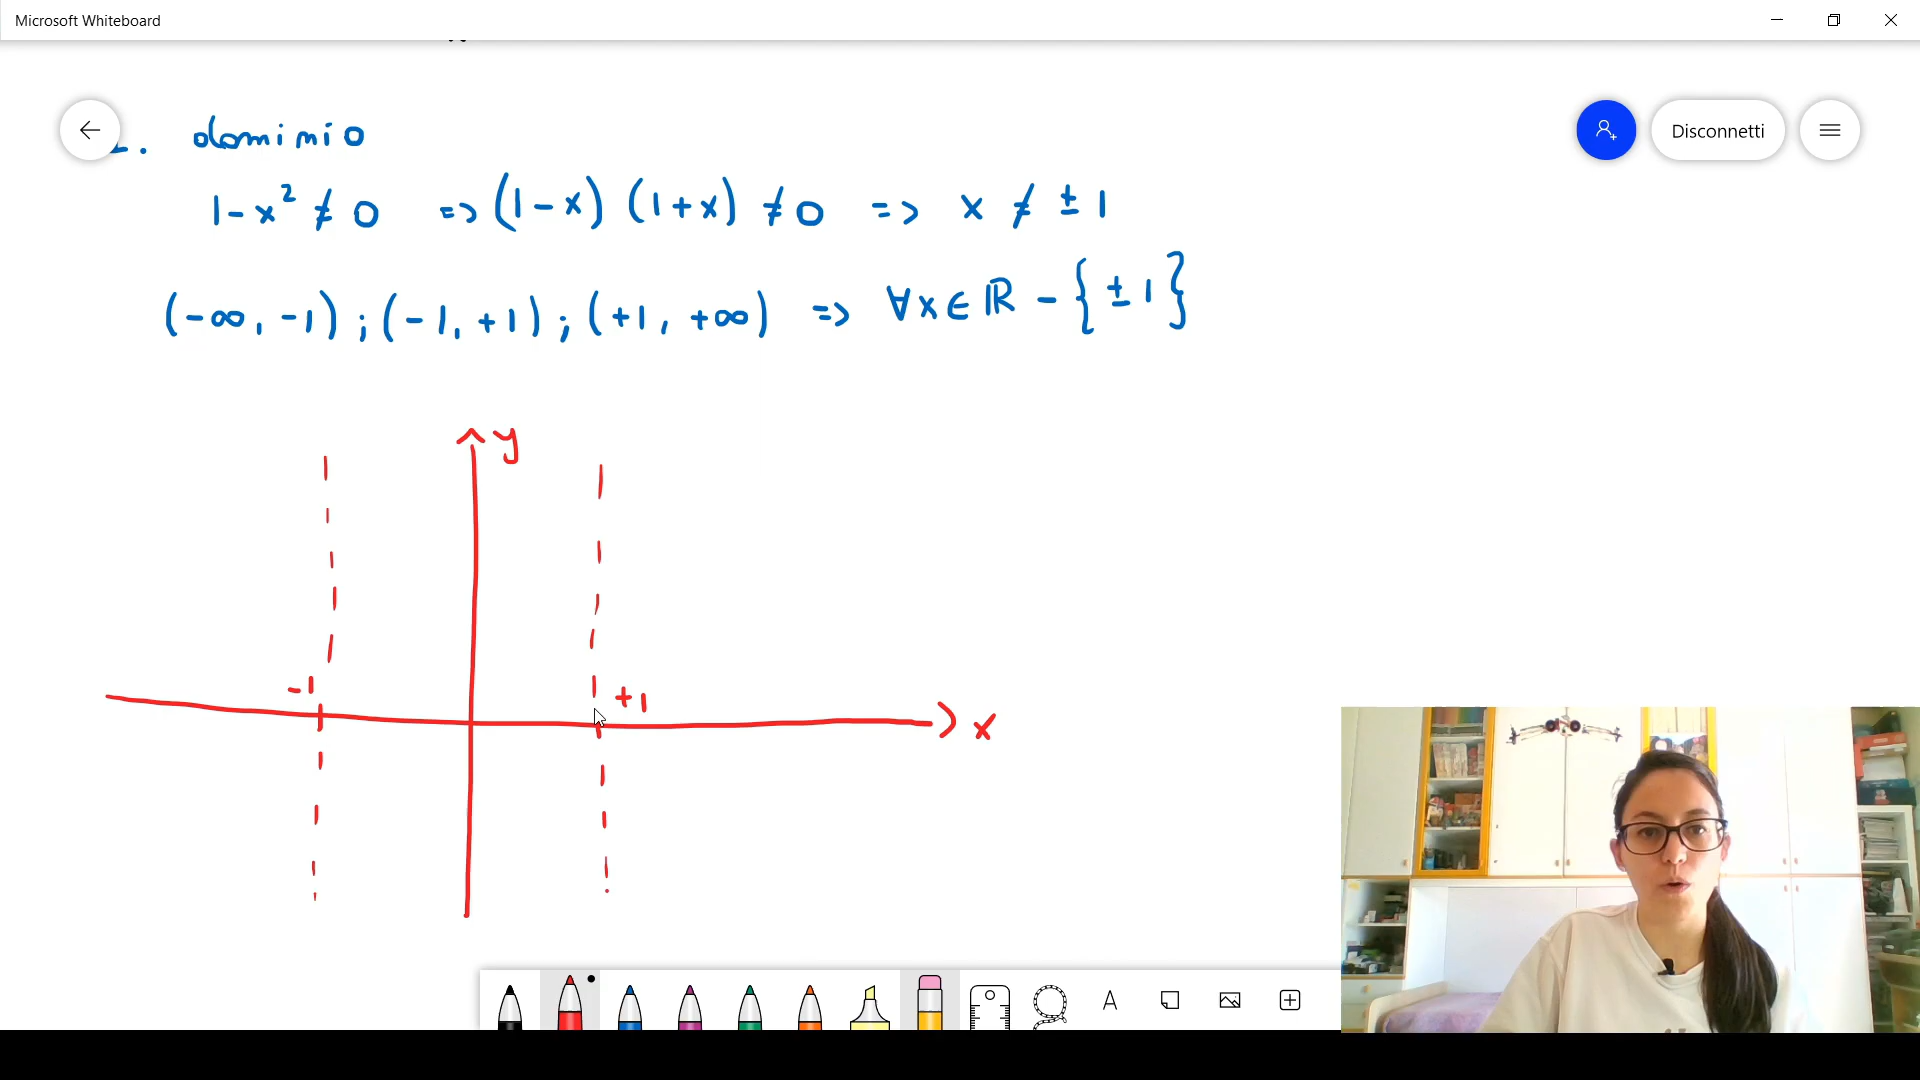 Microsoft Whiteboard
. dominio
1-x² ≠ 0 => (1-x) (1+x) ≠0 => x ≠ ±1
Disconnetti
(-∞, -1) ; (-1, +1) ; (+1, +∞) => ∀x∈ℝ - {±1}
y
-1
+1
x